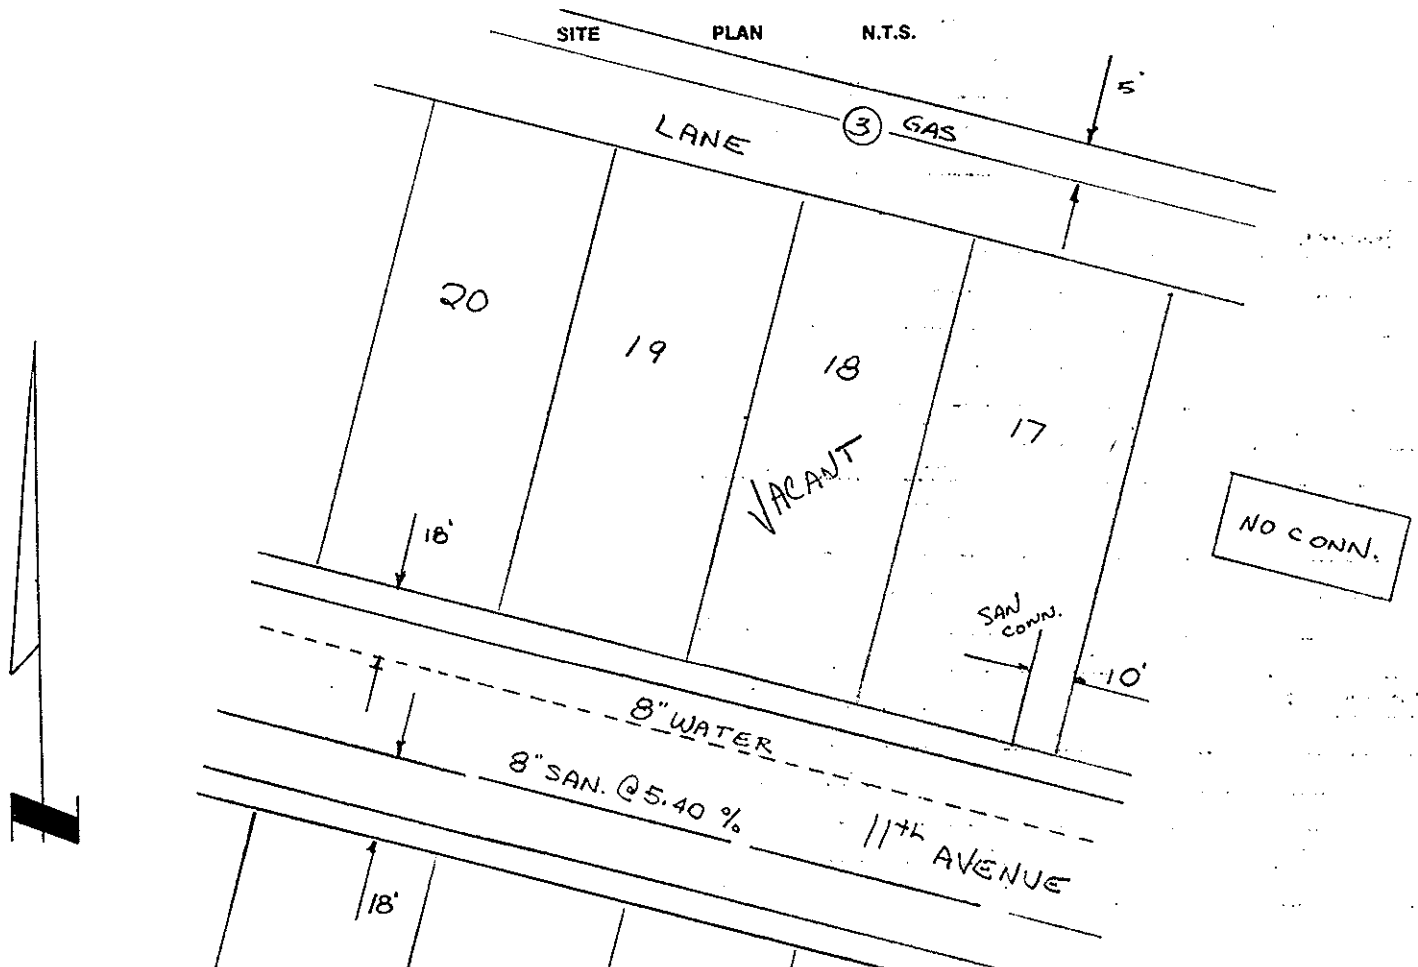 SITE PLAN N.T.S.
5'
LANE
3 GAS
20
19
18
17
VACANT
NO CONN.
18'
SAN
CONN.
10'
8" WATER
8" SAN. @ 5.40 %
11th AVENUE
18'